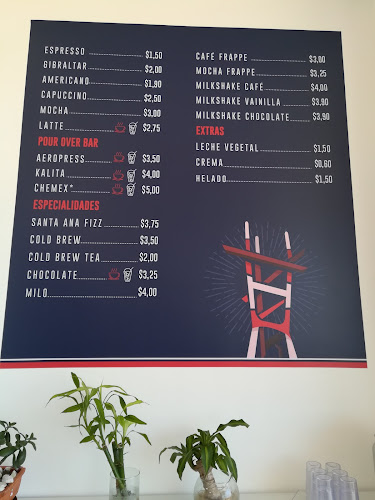 ESPRESSO $1,50
GIBRALTAR $2,00
AMERICANO $1,90
CAPUCCINO $2,50
MOCHA $3,00
LATTE $2,75
POUR OVER BAR
AEROPRESS $3,50
KALITA $4,00
CHEMEX* $5,00
ESPECIALIDADES
SANTA ANA FIZZ $3,75
COLD BREW $3,50
COLD BREW TEA $2,00
CHOCOLATE $3,25
MILO $4,00
CAFE FRAPPE $3,00
MOCHA FRAPPE $3,25
MILKSHAKE CAFÉ $4,00
MILKSHAKE VAINILLA $3,90
MILKSHAKE CHOCOLATE $3,90
EXTRAS
LECHE VEGETAL $1,50
CREMA $0,60
HELADO $1,50